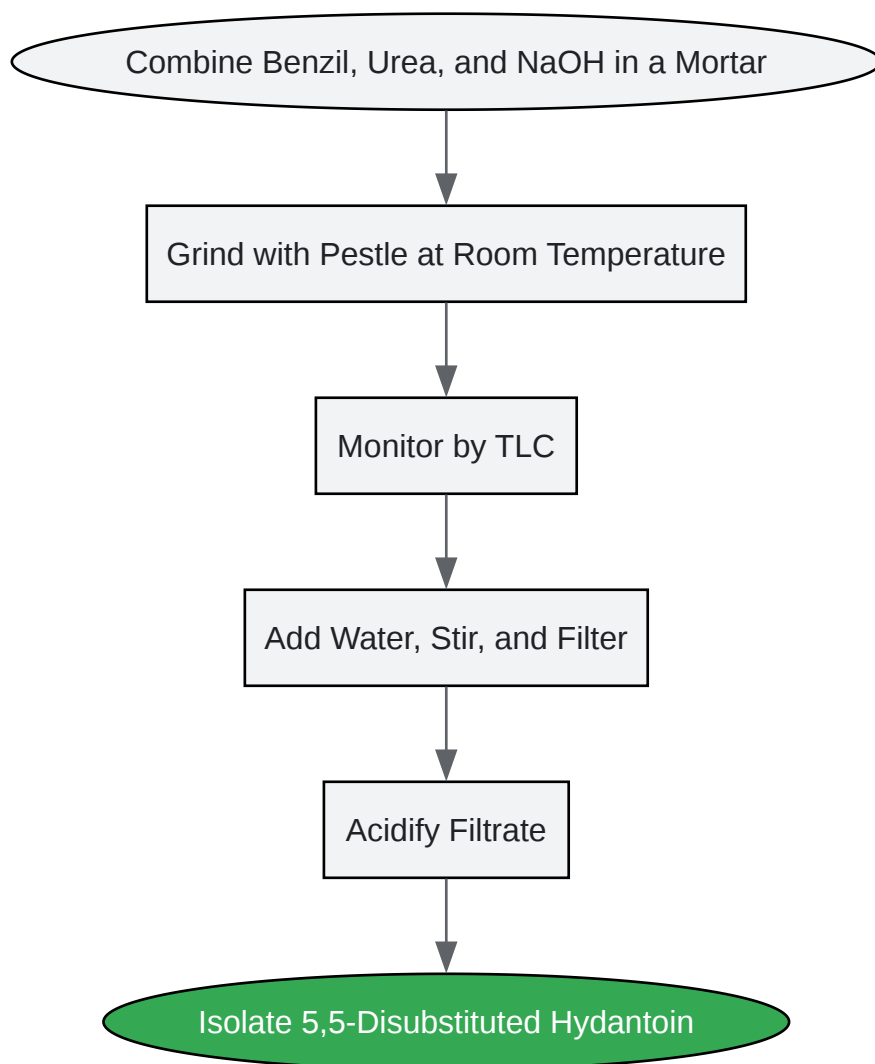 Combine Benzil, Urea, and NaOH in a Mortar
Grind with Pestle at Room Temperature
Monitor by TLC
Add Water, Stir, and Filter
Acidify Filtrate
Isolate 5,5-Disubstituted Hydantoin